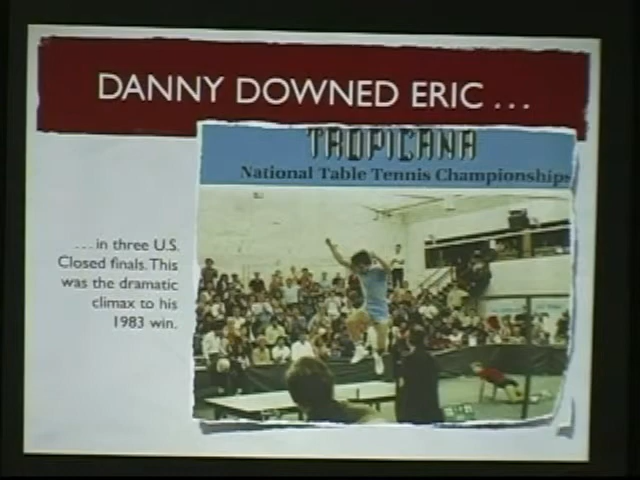 DANNY DOWNED ERIC ...
TROPICANA
National Table Tennis Championships
...in three U.S.
Closed finals. This
was the dramatic
climax to his
1983 win.